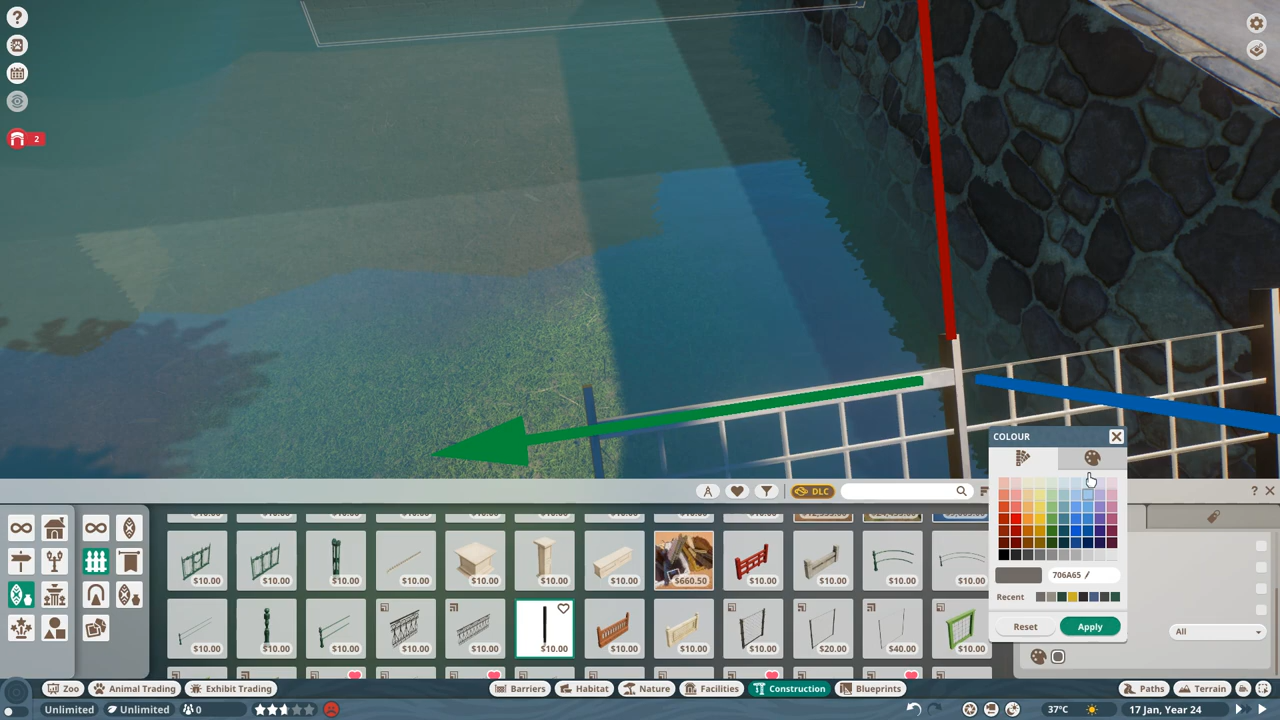 ?
2
COLOUR
DLC
? X
$10.00 $10.00 $10.00 $10.00 $10.00 $10.00 $10.00 $660.50 $10.00 $10.00 $10.00 $10.00
706A65 /
Recent
$10.00 $10.00 $10.00 $10.00 $10.00 $10.00 $10.00 $10.00 $10.00 $20.00 $40.00 $10.00
Reset Apply
All
Zoo Animal Trading Exhibit Trading Barriers Habitat Nature Facilities Construction Blueprints Paths Terrain
Unlimited Unlimited 0 37°C 17 Jan, Year 24